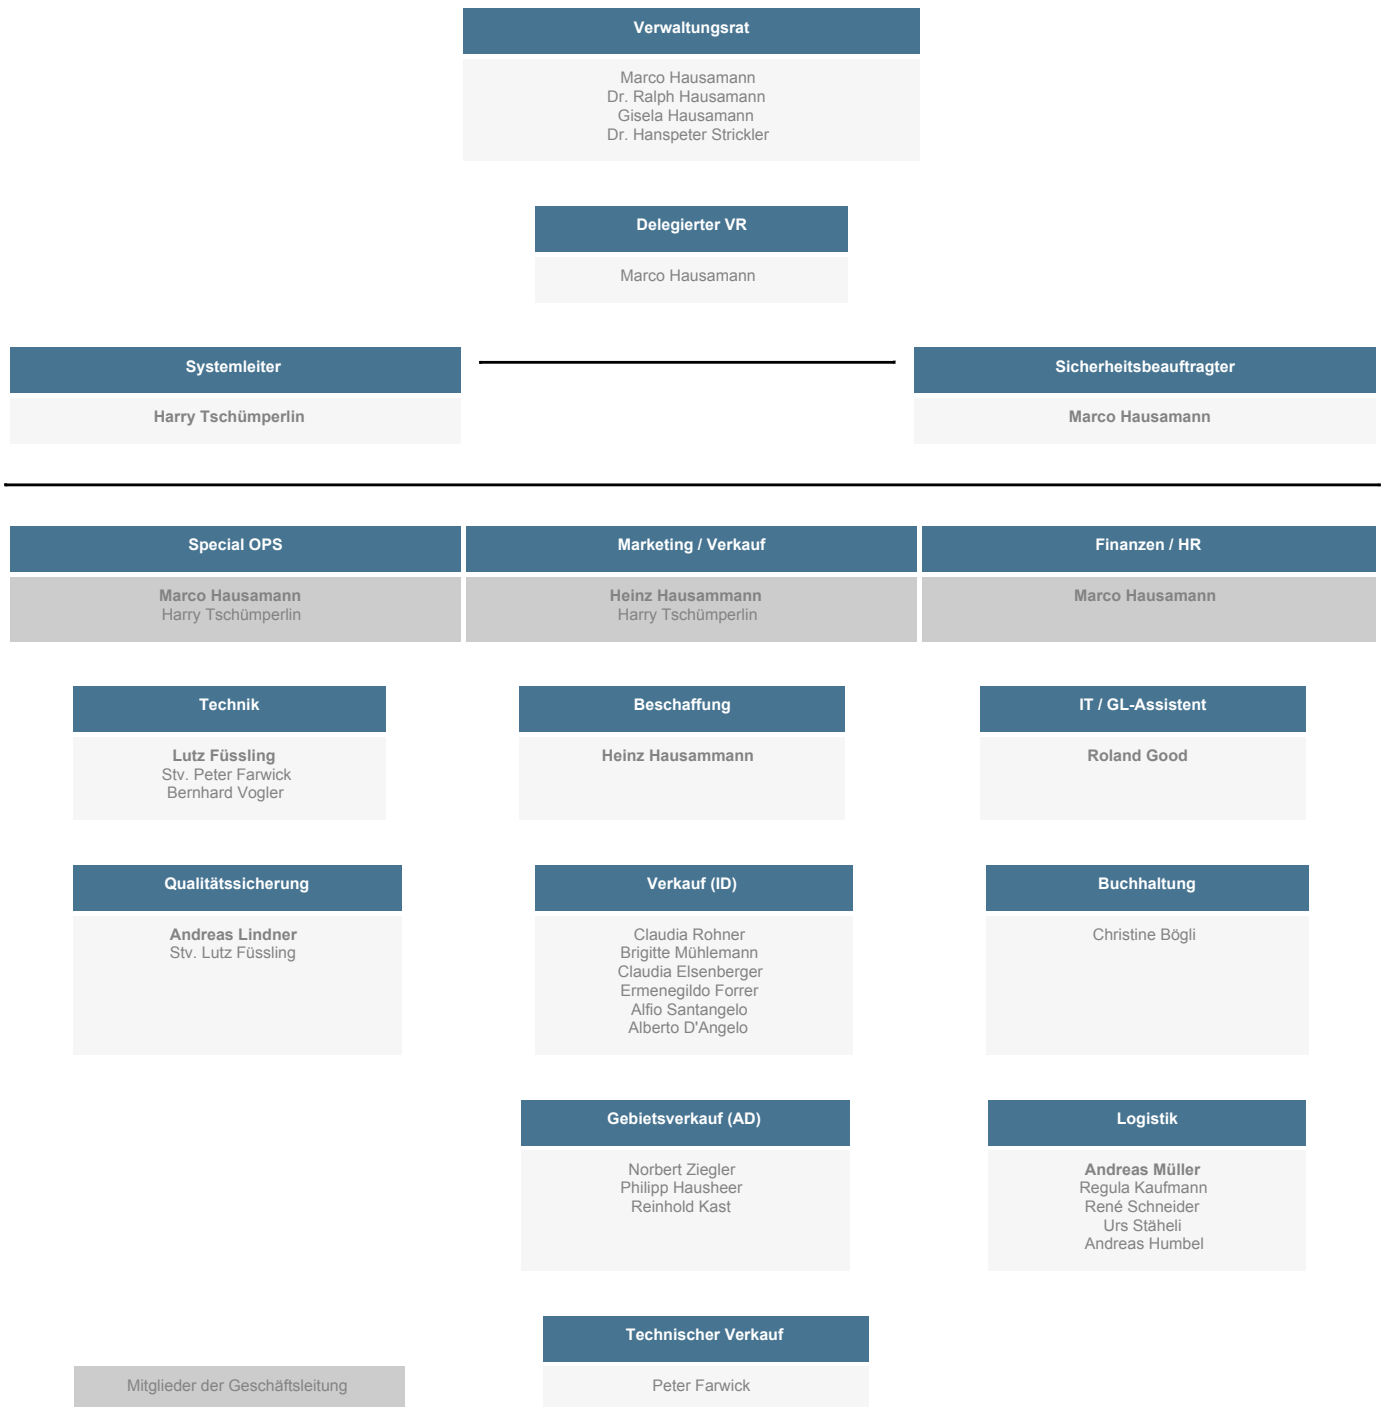 Verwaltungsrat
Marco Hausamann
Dr. Ralph Hausamann
Gisela Hausamann
Dr. Hanspeter Strickler
Delegierter VR
Marco Hausamann
Systemleiter
Harry Tschümperlin
Sicherheitsbeauftragter
Marco Hausamann
Special OPS
Marco Hausamann
Harry Tschümperlin
Marketing / Verkauf
Heinz Hausammann
Harry Tschümperlin
Finanzen / HR
Marco Hausamann
Technik
Lutz Füssling
Stv. Peter Farwick
Bernhard Vogler
Beschaffung
Heinz Hausammann
IT / GL-Assistent
Roland Good
Qualitätssicherung
Andreas Lindner
Stv. Lutz Füssling
Verkauf (ID)
Claudia Rohner
Brigitte Mühlemann
Claudia Elsenberger
Ermenegildo Forrer
Alfio Santangelo
Alberto D'Angelo
Buchhaltung
Christine Bögli
Gebietsverkauf (AD)
Norbert Ziegler
Philipp Hausheer
Reinhold Kast
Logistik
Andreas Müller
Regula Kaufmann
René Schneider
Urs Stäheli
Andreas Humbel
Technischer Verkauf
Peter Farwick
Mitglieder der Geschäftsleitung